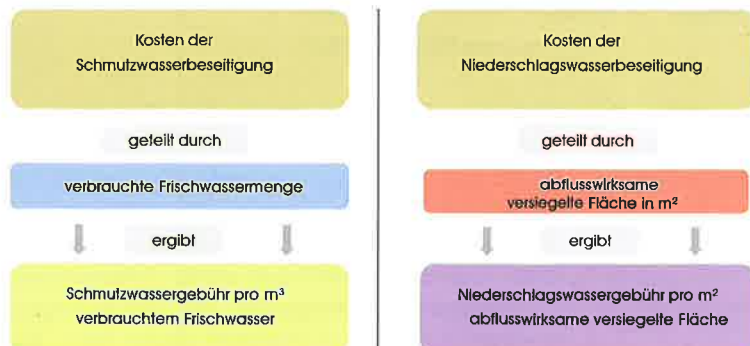 Kosten der
Schmutzwasserbeseitigung
geteilt durch
verbrauchte Frischwassermenge
ergibt
Schmutzwassergebühr pro m³
verbrauchtem Frischwasser
Kosten der
Niederschlagswasserbeseitigung
geteilt durch
abflusswirksame
versiegelte Fläche in m²
ergibt
Niederschlagswassergebühr pro m²
abflusswirksame versiegelte Fläche